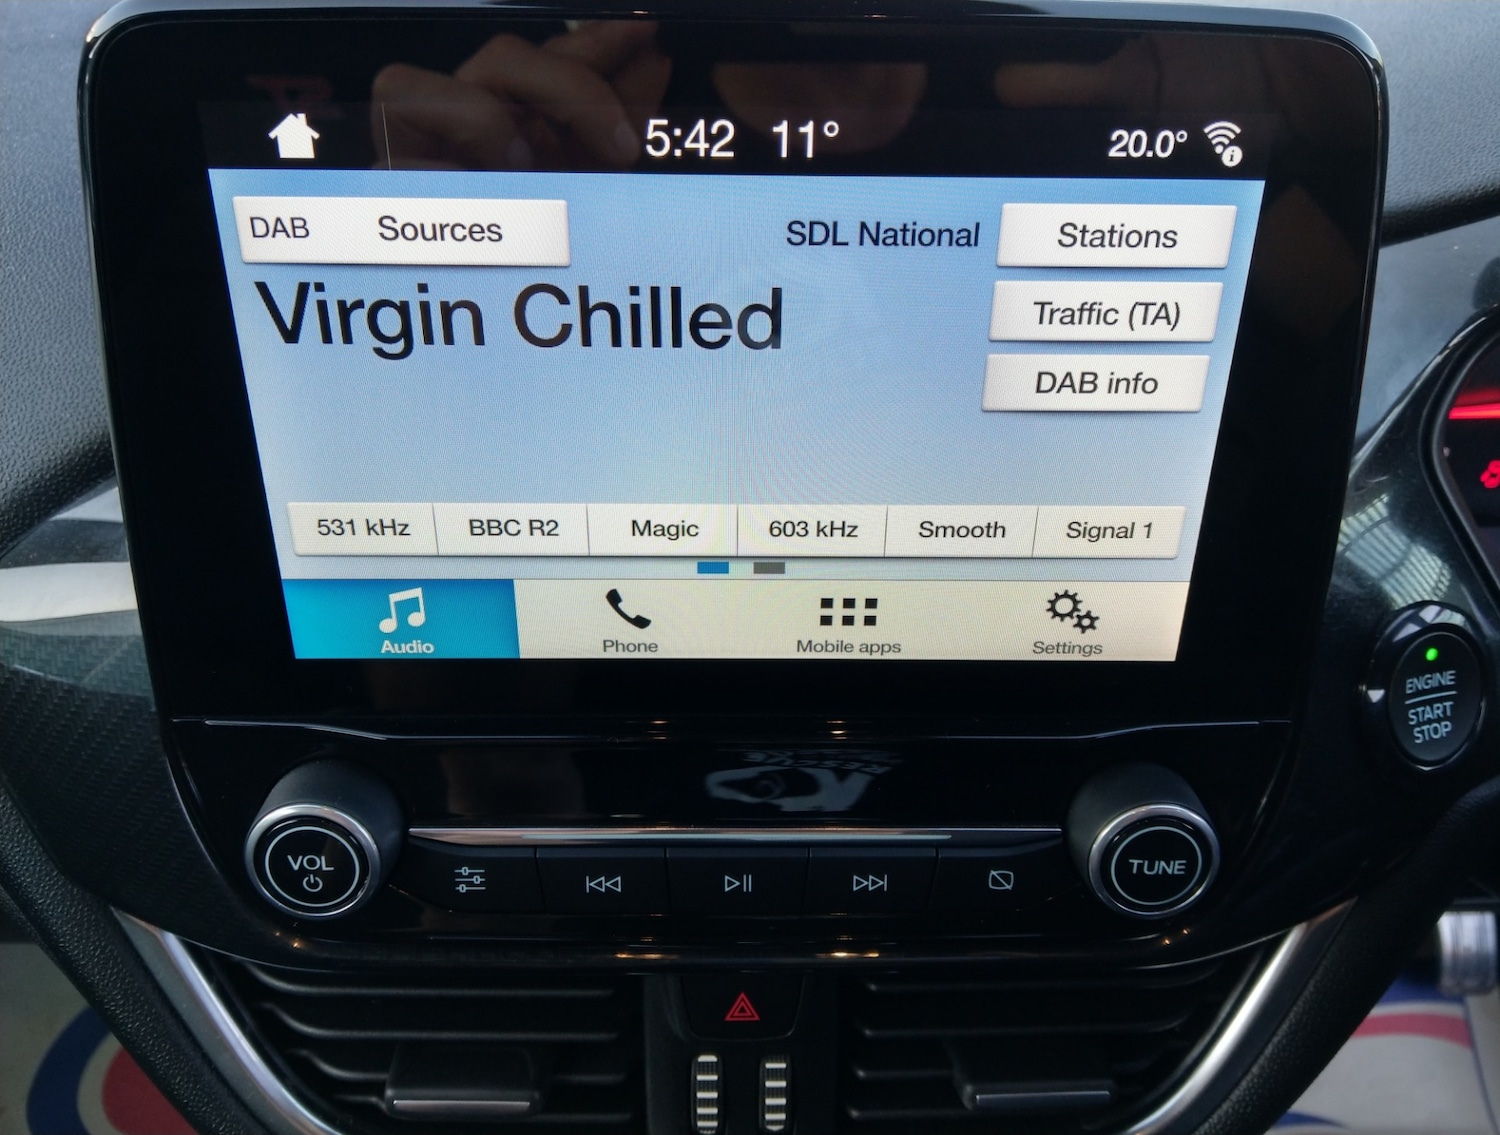 5:42 11° 20.0°
DAB Sources SDL National Stations
Virgin Chilled
Traffic (TA)
DAB info
531 kHz BBC R2 Magic 603 kHz Smooth Signal 1
Audio Phone Mobile apps Settings
ENGINE
START
STOP
VOL
TUNE